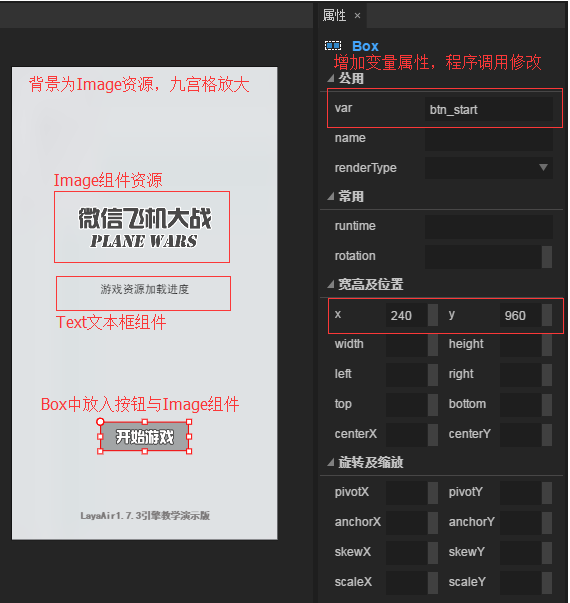 属性 ×
Box
增加变量属性，程序调用修改
公用
var btn_start
name
renderType
常用
runtime
rotation
宽高及位置
x 240 y 960
width height
left right
top bottom
centerX centerY
旋转及缩放
pivotX pivotY
anchorX anchorY
skewX skewY
scaleX scaleY
背景为Image资源，九宫格放大
Image组件资源
微信飞机大战
PLANE WARS
游戏资源加载进度
Text文本框组件
Box中放入按钮与Image组件
开始游戏
LayaAir1.7.3引擎教学演示版